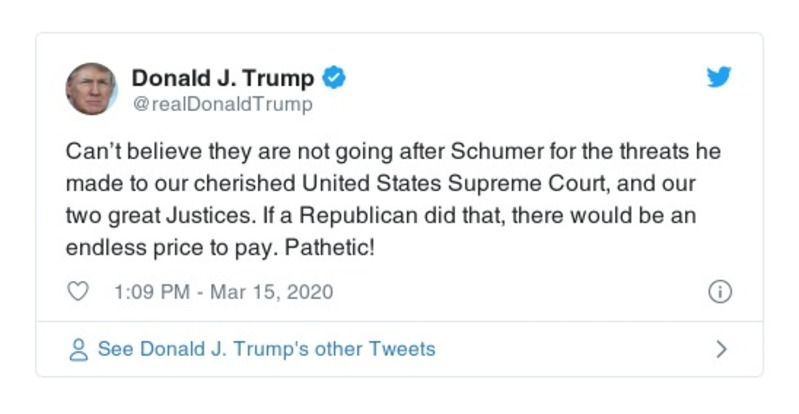 Donald J. Trump
@realDonaldTrump
Can’t believe they are not going after Schumer for the threats he
made to our cherished United States Supreme Court, and our
two great Justices. If a Republican did that, there would be an
endless price to pay. Pathetic!
1:09 PM - Mar 15, 2020
See Donald J. Trump's other Tweets